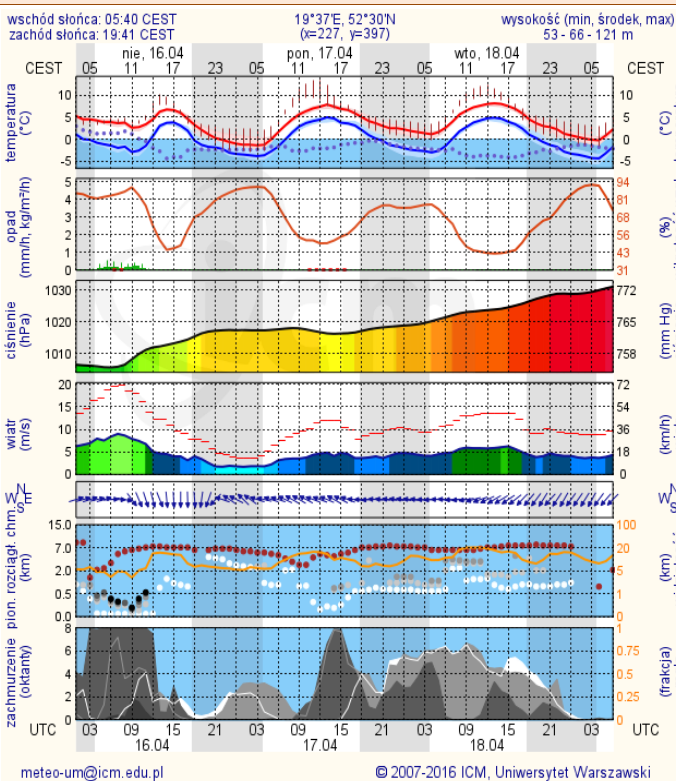 wschód słońca: 05:40 CEST 19°37'E, 52°30'N wysokość (min, środek, max)
zachód słońca: 19:41 CEST (x=227, y=397) 53 - 66 - 121 m
nie, 16.04 pon, 17.04 wto, 18.04
CEST 05 11 17 23 05 11 17 23 05 11 17 23 05 CEST
temperatura
(°C)
10
5
0
-5
10
5
0
-5
(°C)
opad
(mm/h, kg/m²/h)
5
4
3
2
1
0
94
81
68
56
43
31
(%)
ciśnienie
(hPa)
1030
1020
1010
772
765
758
(mm Hg)
wiatr
(m/s)
20
15
10
5
0
72
54
36
18
0
(km/h)
N
W E
S
N
W
S
pion. rozciągł. chm.
(km)
15.0
7.0
2.0
0.5
0.0
100
20
5
1
0
(km)
zachmurzenie
(oktanty)
8
6
4
2
0
1
0.75
0.5
0.25
0
(frakcja)
UTC 03 09 15 21 03 09 15 21 03 09 15 21 03 UTC
16.04 17.04 18.04
meteo-um@icm.edu.pl © 2007-2016 ICM, Uniwersytet Warszawski